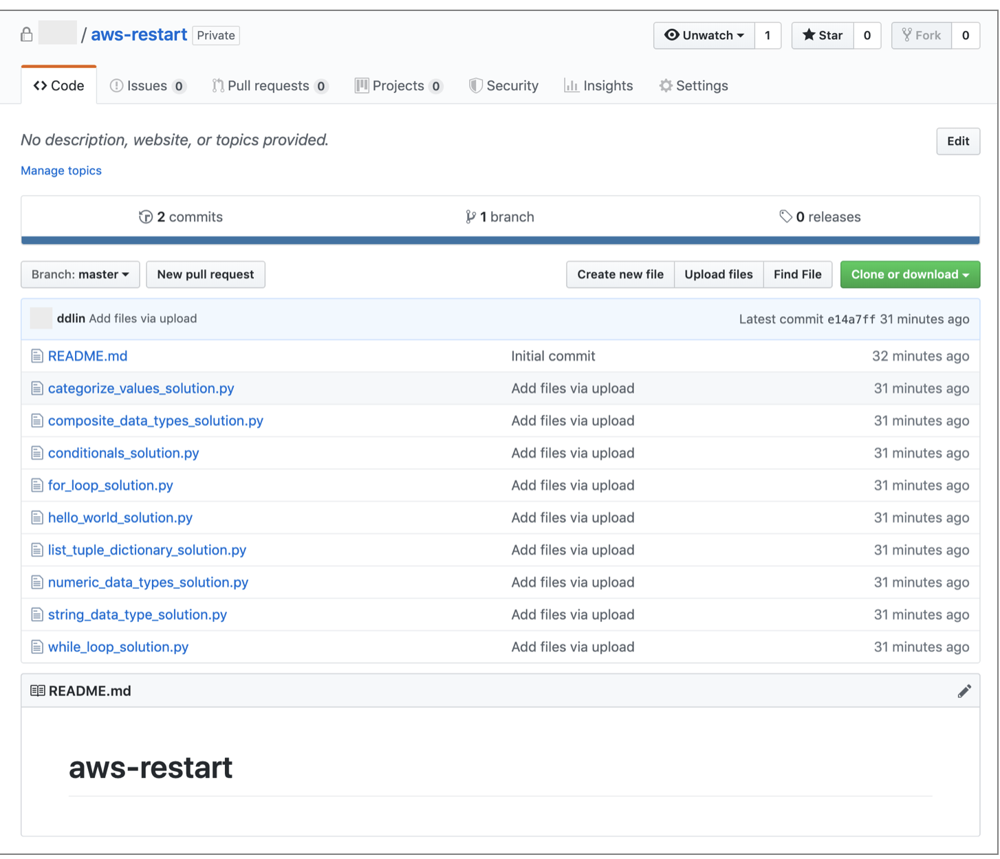 / aws-restart Private Unwatch 1 Star 0 Fork 0
Code Issues 0 Pull requests 0 Projects 0 Security Insights Settings
No description, website, or topics provided. Edit
Manage topics
2 commits 1 branch 0 releases
Branch: master New pull request Create new file Upload files Find File Clone or download
ddlin Add files via upload Latest commit e14a7ff 31 minutes ago
README.md Initial commit 32 minutes ago
categorize_values_solution.py Add files via upload 31 minutes ago
composite_data_types_solution.py Add files via upload 31 minutes ago
conditionals_solution.py Add files via upload 31 minutes ago
for_loop_solution.py Add files via upload 31 minutes ago
hello_world_solution.py Add files via upload 31 minutes ago
list_tuple_dictionary_solution.py Add files via upload 31 minutes ago
numeric_data_types_solution.py Add files via upload 31 minutes ago
string_data_type_solution.py Add files via upload 31 minutes ago
while_loop_solution.py Add files via upload 31 minutes ago
README.md
aws-restart